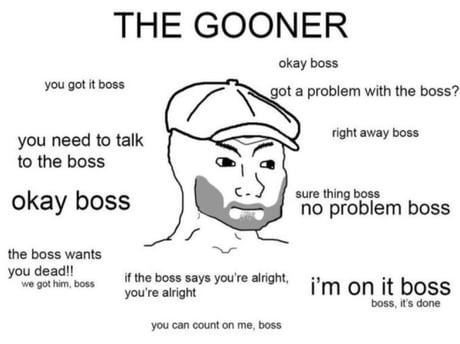 THE GOONER
okay boss
you got it boss
got a problem with the boss?
right away boss
you need to talk
to the boss
okay boss
sure thing boss
no problem boss
the boss wants
you dead!!
we got him, boss
if the boss says you're alright,
you're alright
i'm on it boss
boss, it's done
you can count on me, boss